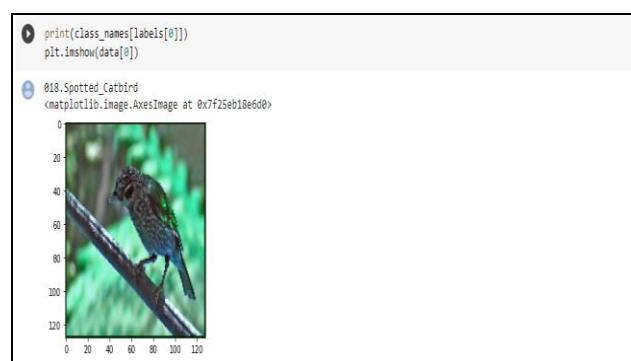 print(class_names[labels[0]])
plt.imshow(data[0])
018.Spotted_Catbird
<matplotlib.image.AxesImage at 0x7f25eb18e6d0>
0
20
40
60
80
100
120
0 20 40 60 80 100 120